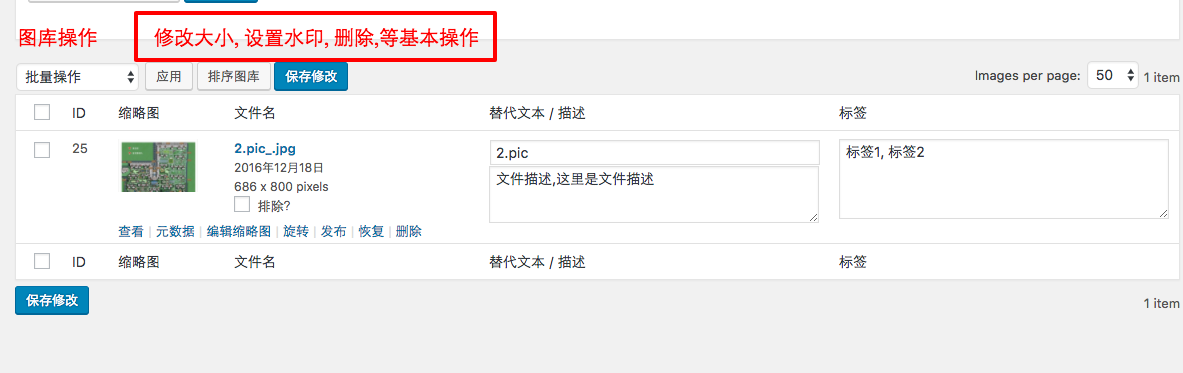 图库操作 修改大小, 设置水印, 删除,等基本操作
批量操作 应用 排序图库 保存修改 Images per page: 50 1 item
ID 缩略图 文件名 替代文本 / 描述 标签
25 2.pic_.jpg 2.pic 标签1, 标签2
2016年12月18日
686 x 800 pixels 文件描述,这里是文件描述
排除?
查看 | 元数据 | 编辑缩略图 | 旋转 | 发布 | 恢复 | 删除
ID 缩略图 文件名 替代文本 / 描述 标签
保存修改 1 item